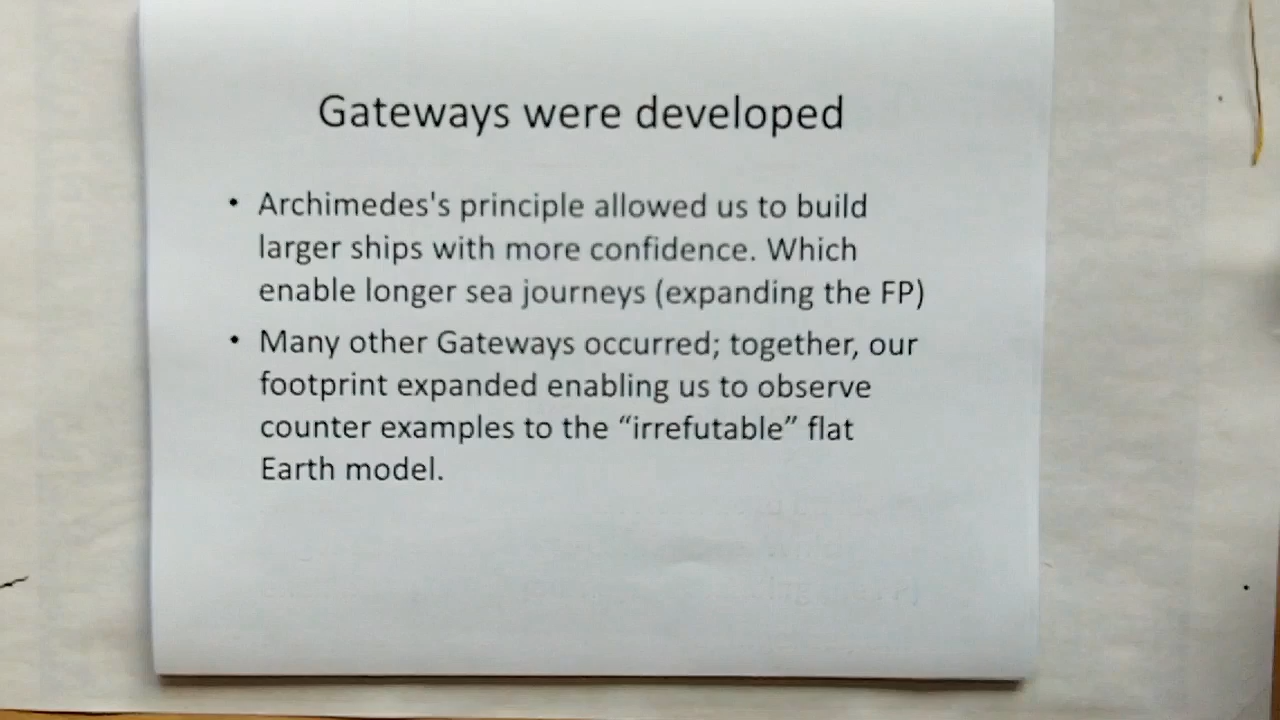 Gateways were developed
• Archimedes's principle allowed us to build
larger ships with more confidence. Which
enable longer sea journeys (expanding the FP)
• Many other Gateways occurred; together, our
footprint expanded enabling us to observe
counter examples to the “irrefutable” flat
Earth model.